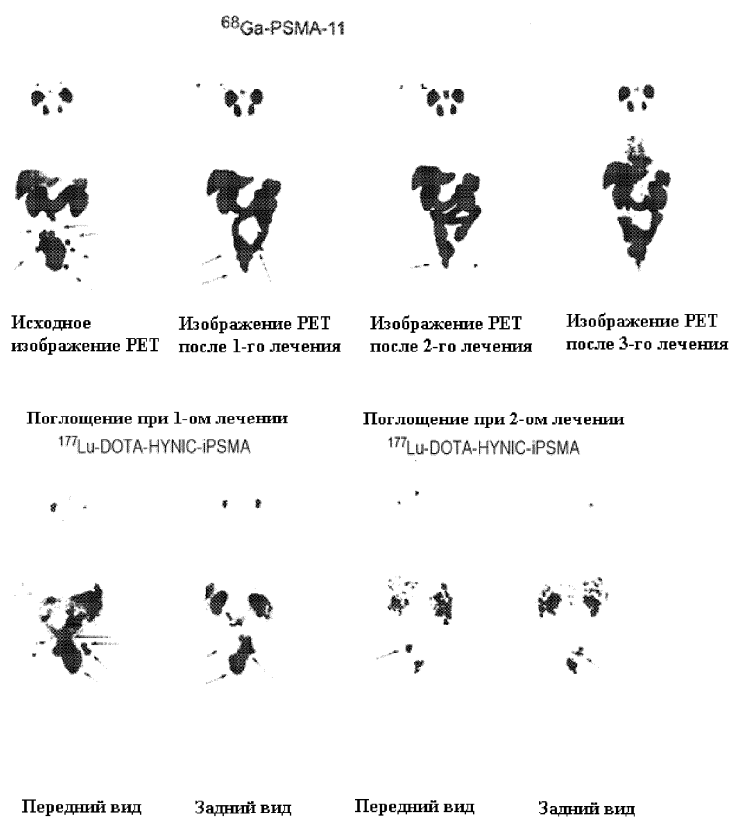 ⁶⁸Ga-PSMA-11
Исходное
изображение PET
Изображение PET
после 1-го лечения
Изображение PET
после 2-го лечения
Изображение PET
после 3-го лечения
Поглощение при 1-ом лечении
¹⁷⁷Lu-DOTA-HYNIC-iPSMA
Поглощение при 2-ом лечении
¹⁷⁷Lu-DOTA-HYNIC-iPSMA
Передний вид
Задний вид
Передний вид
Задний вид